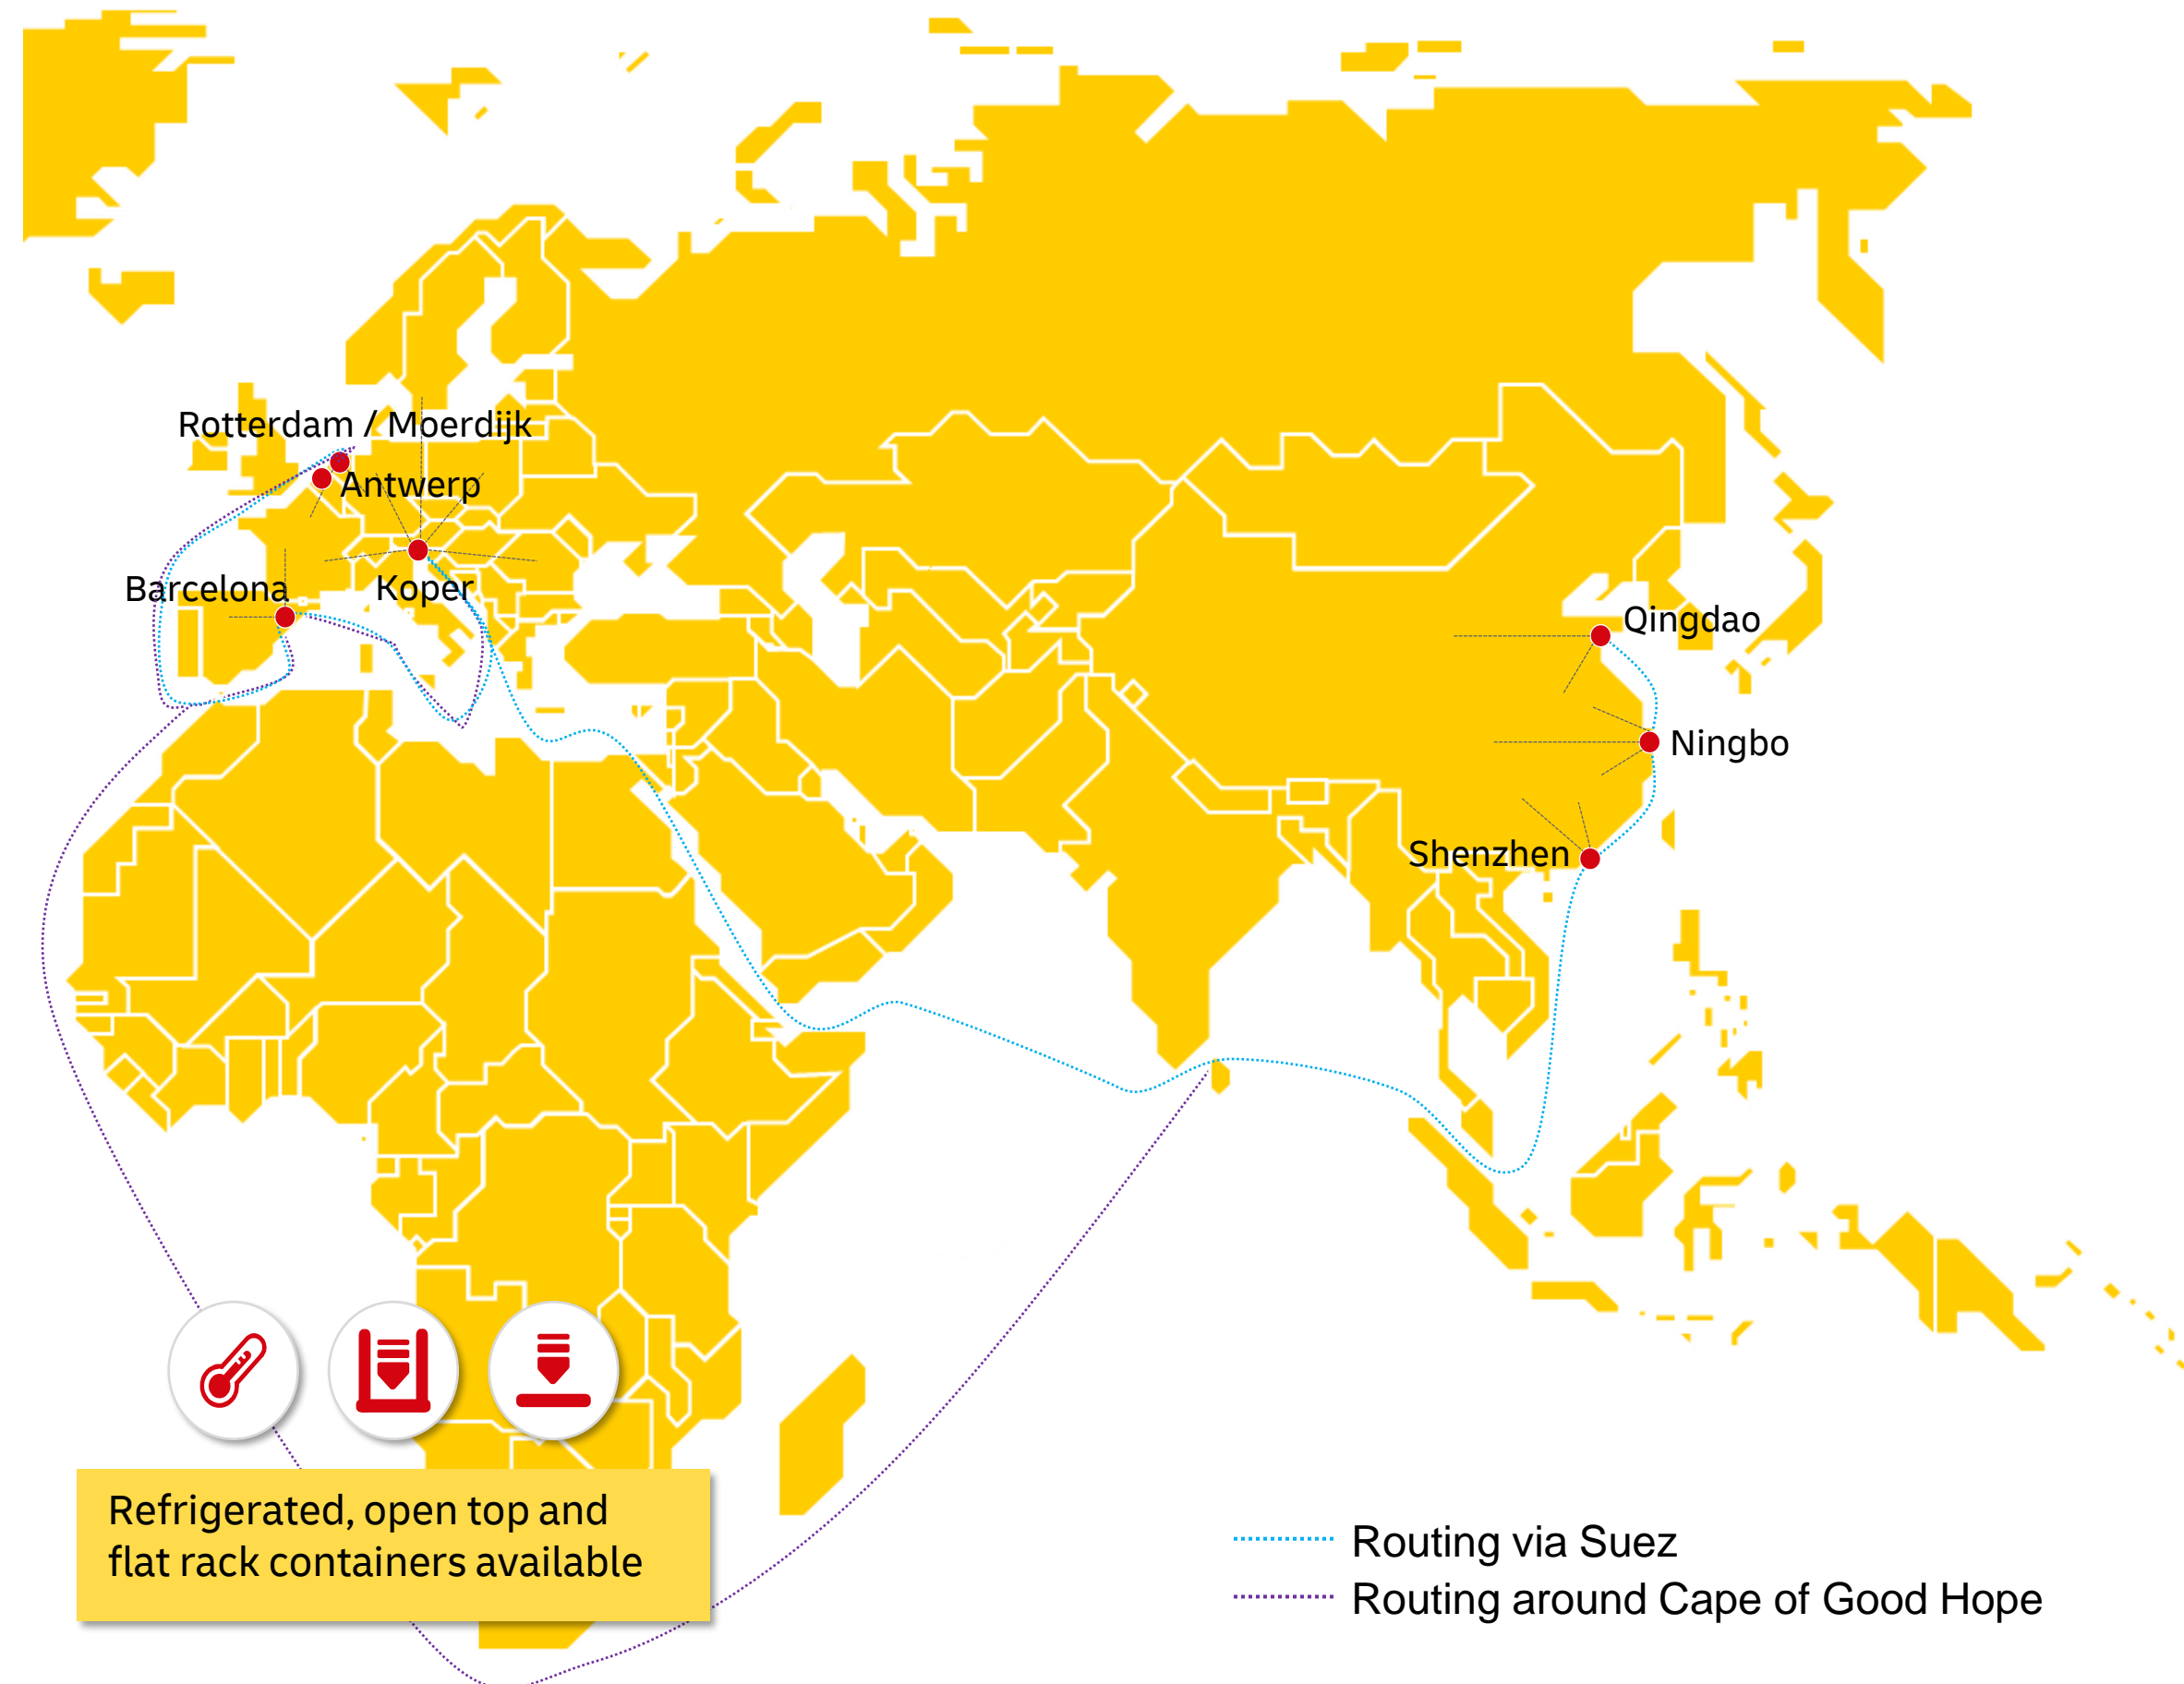 Rotterdam / Moerdijk
Antwerp
Barcelona
Koper
Qingdao
Ningbo
Shenzhen
Refrigerated, open top and
flat rack containers available
Routing via Suez
Routing around Cape of Good Hope